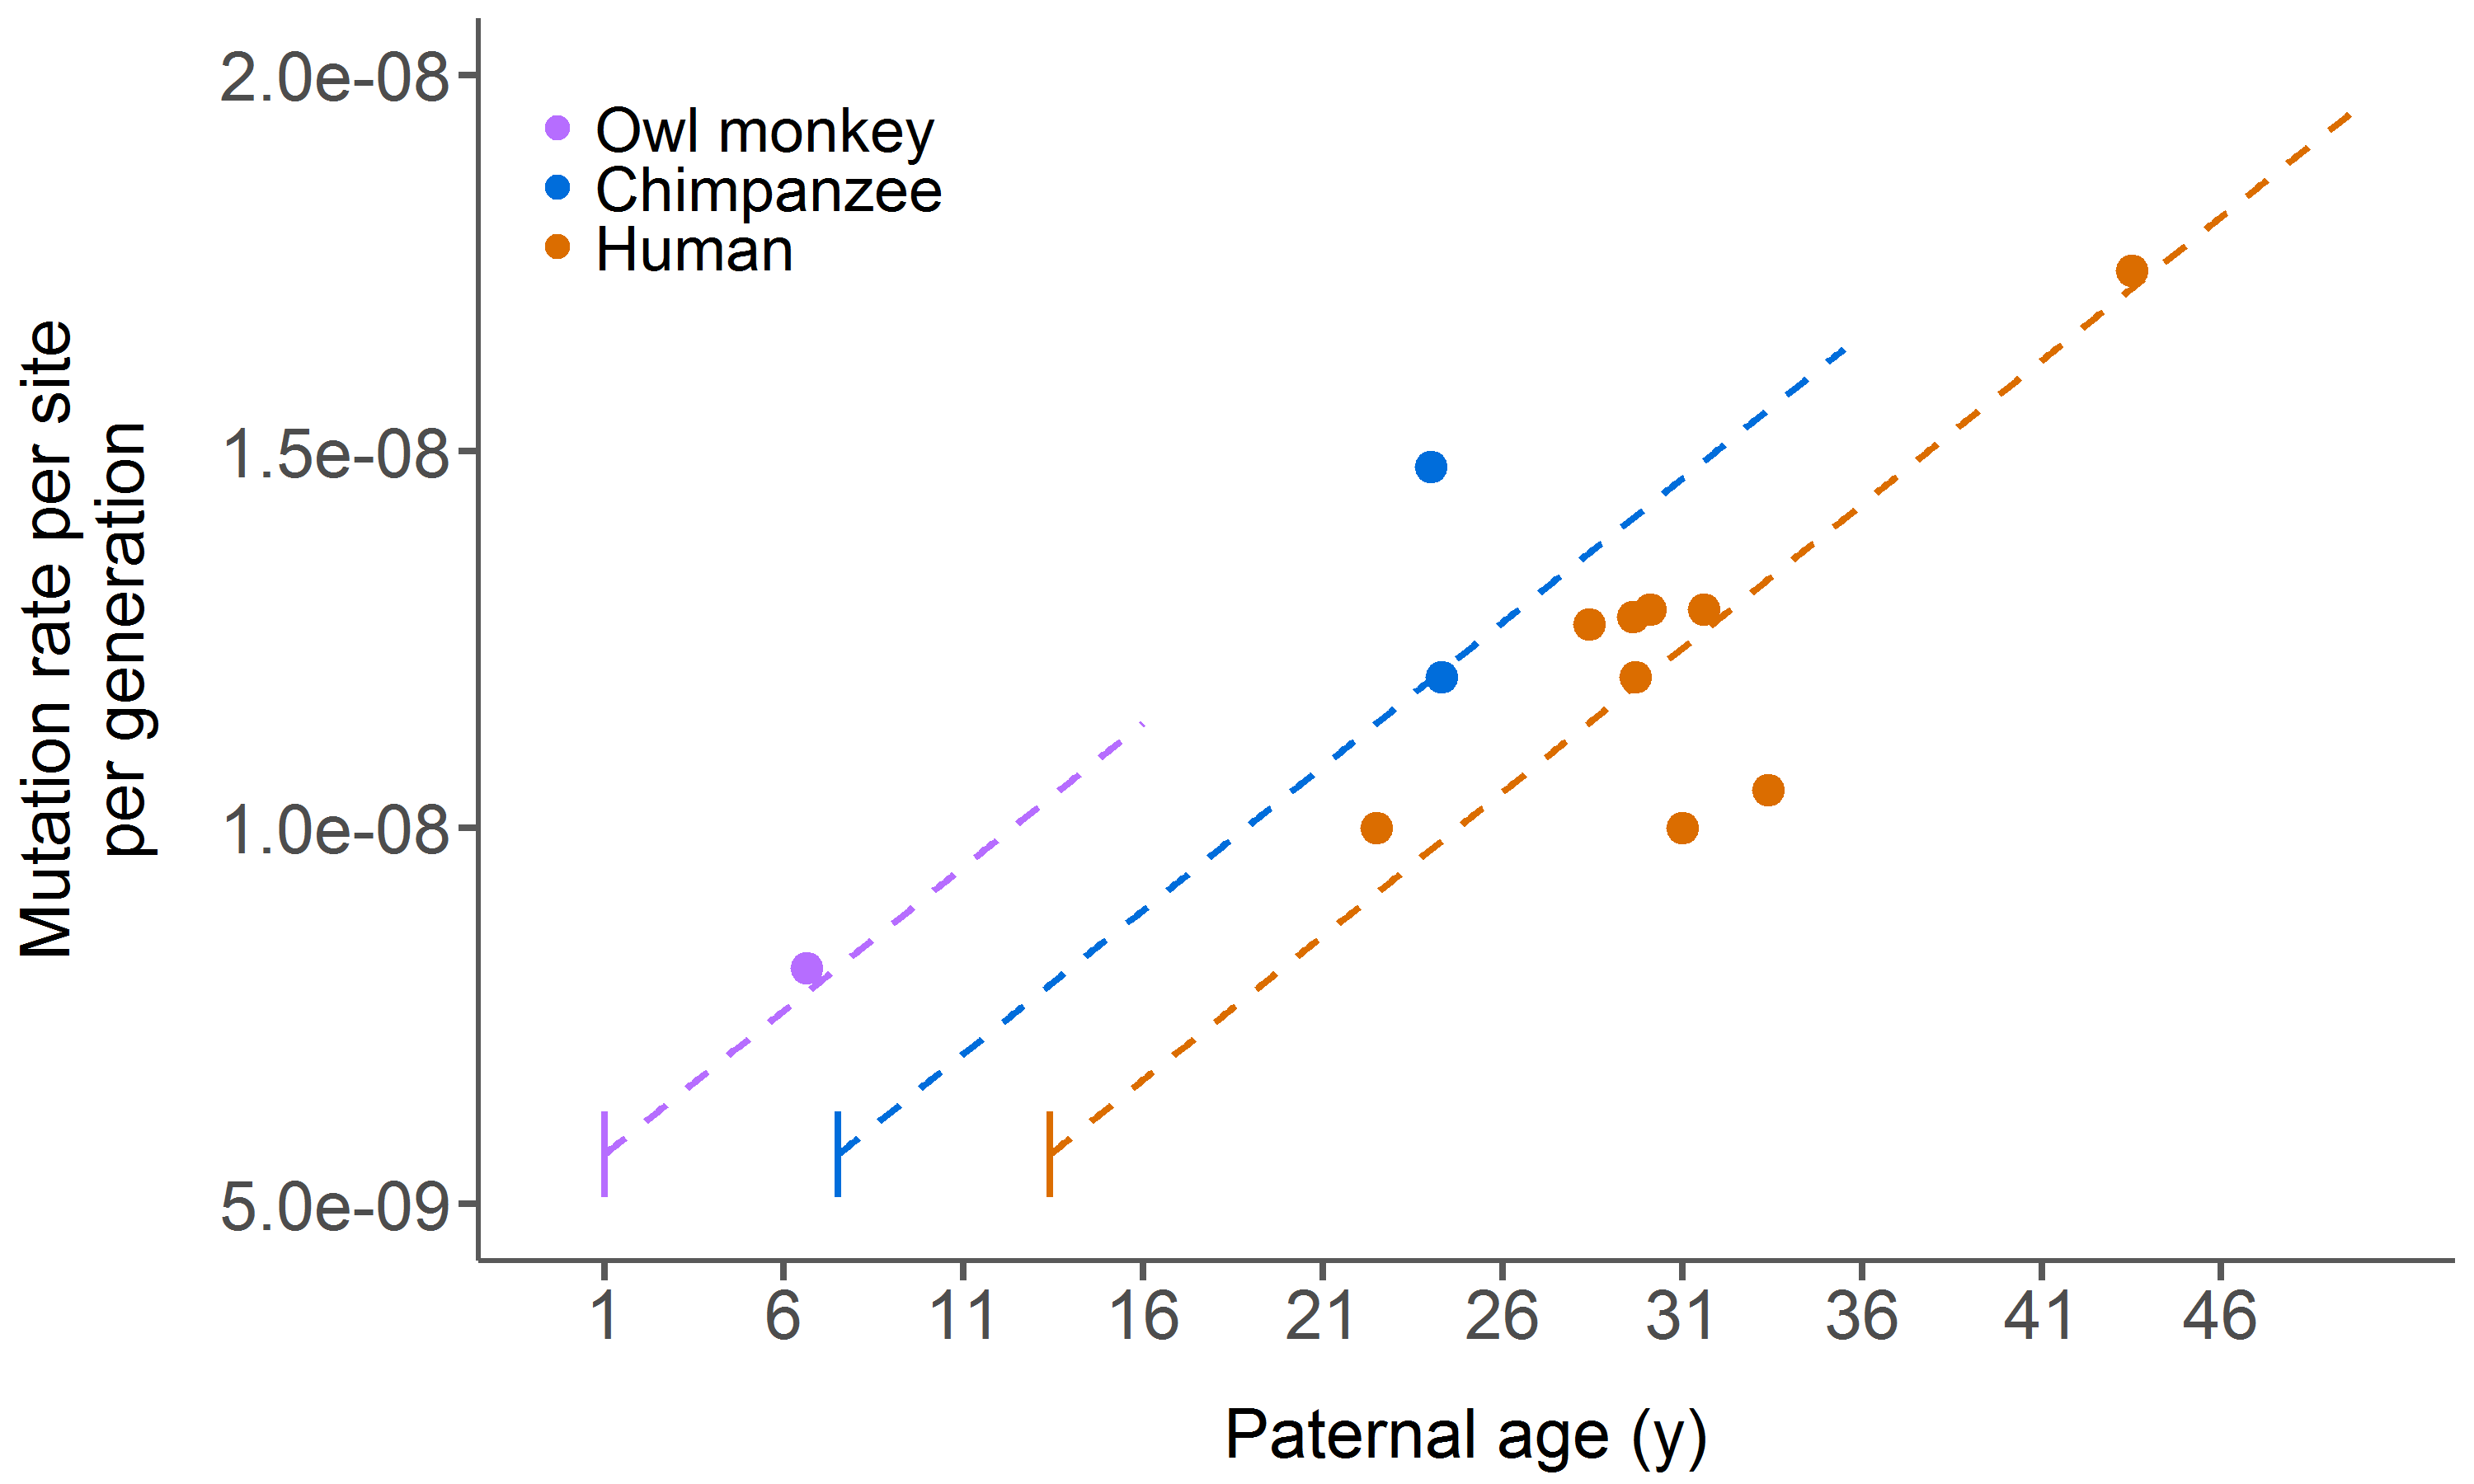 2.0e-08
1.5e-08
1.0e-08
5.0e-09
Mutation rate per site
per generation
Owl monkey
Chimpanzee
Human
1 6 11 16 21 26 31 36 41 46
Paternal age (y)